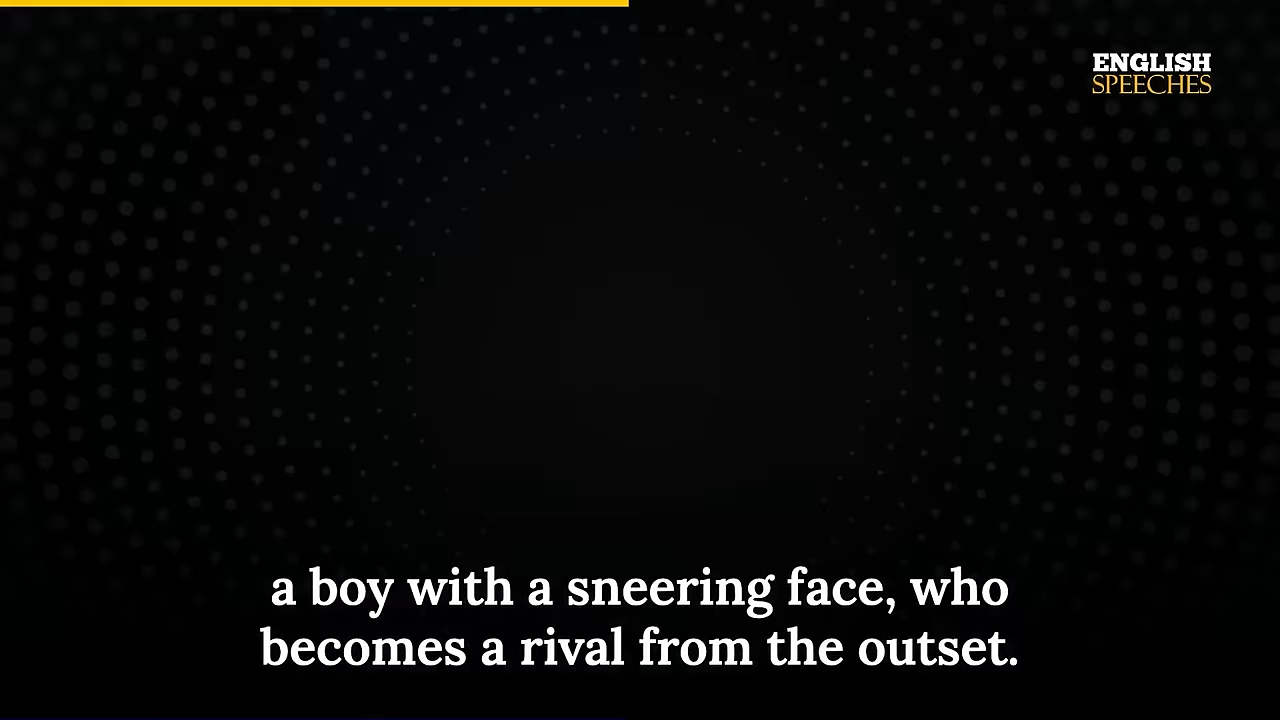 ENGLISH
SPEECHES
a boy with a sneering face, who
becomes a rival from the outset.